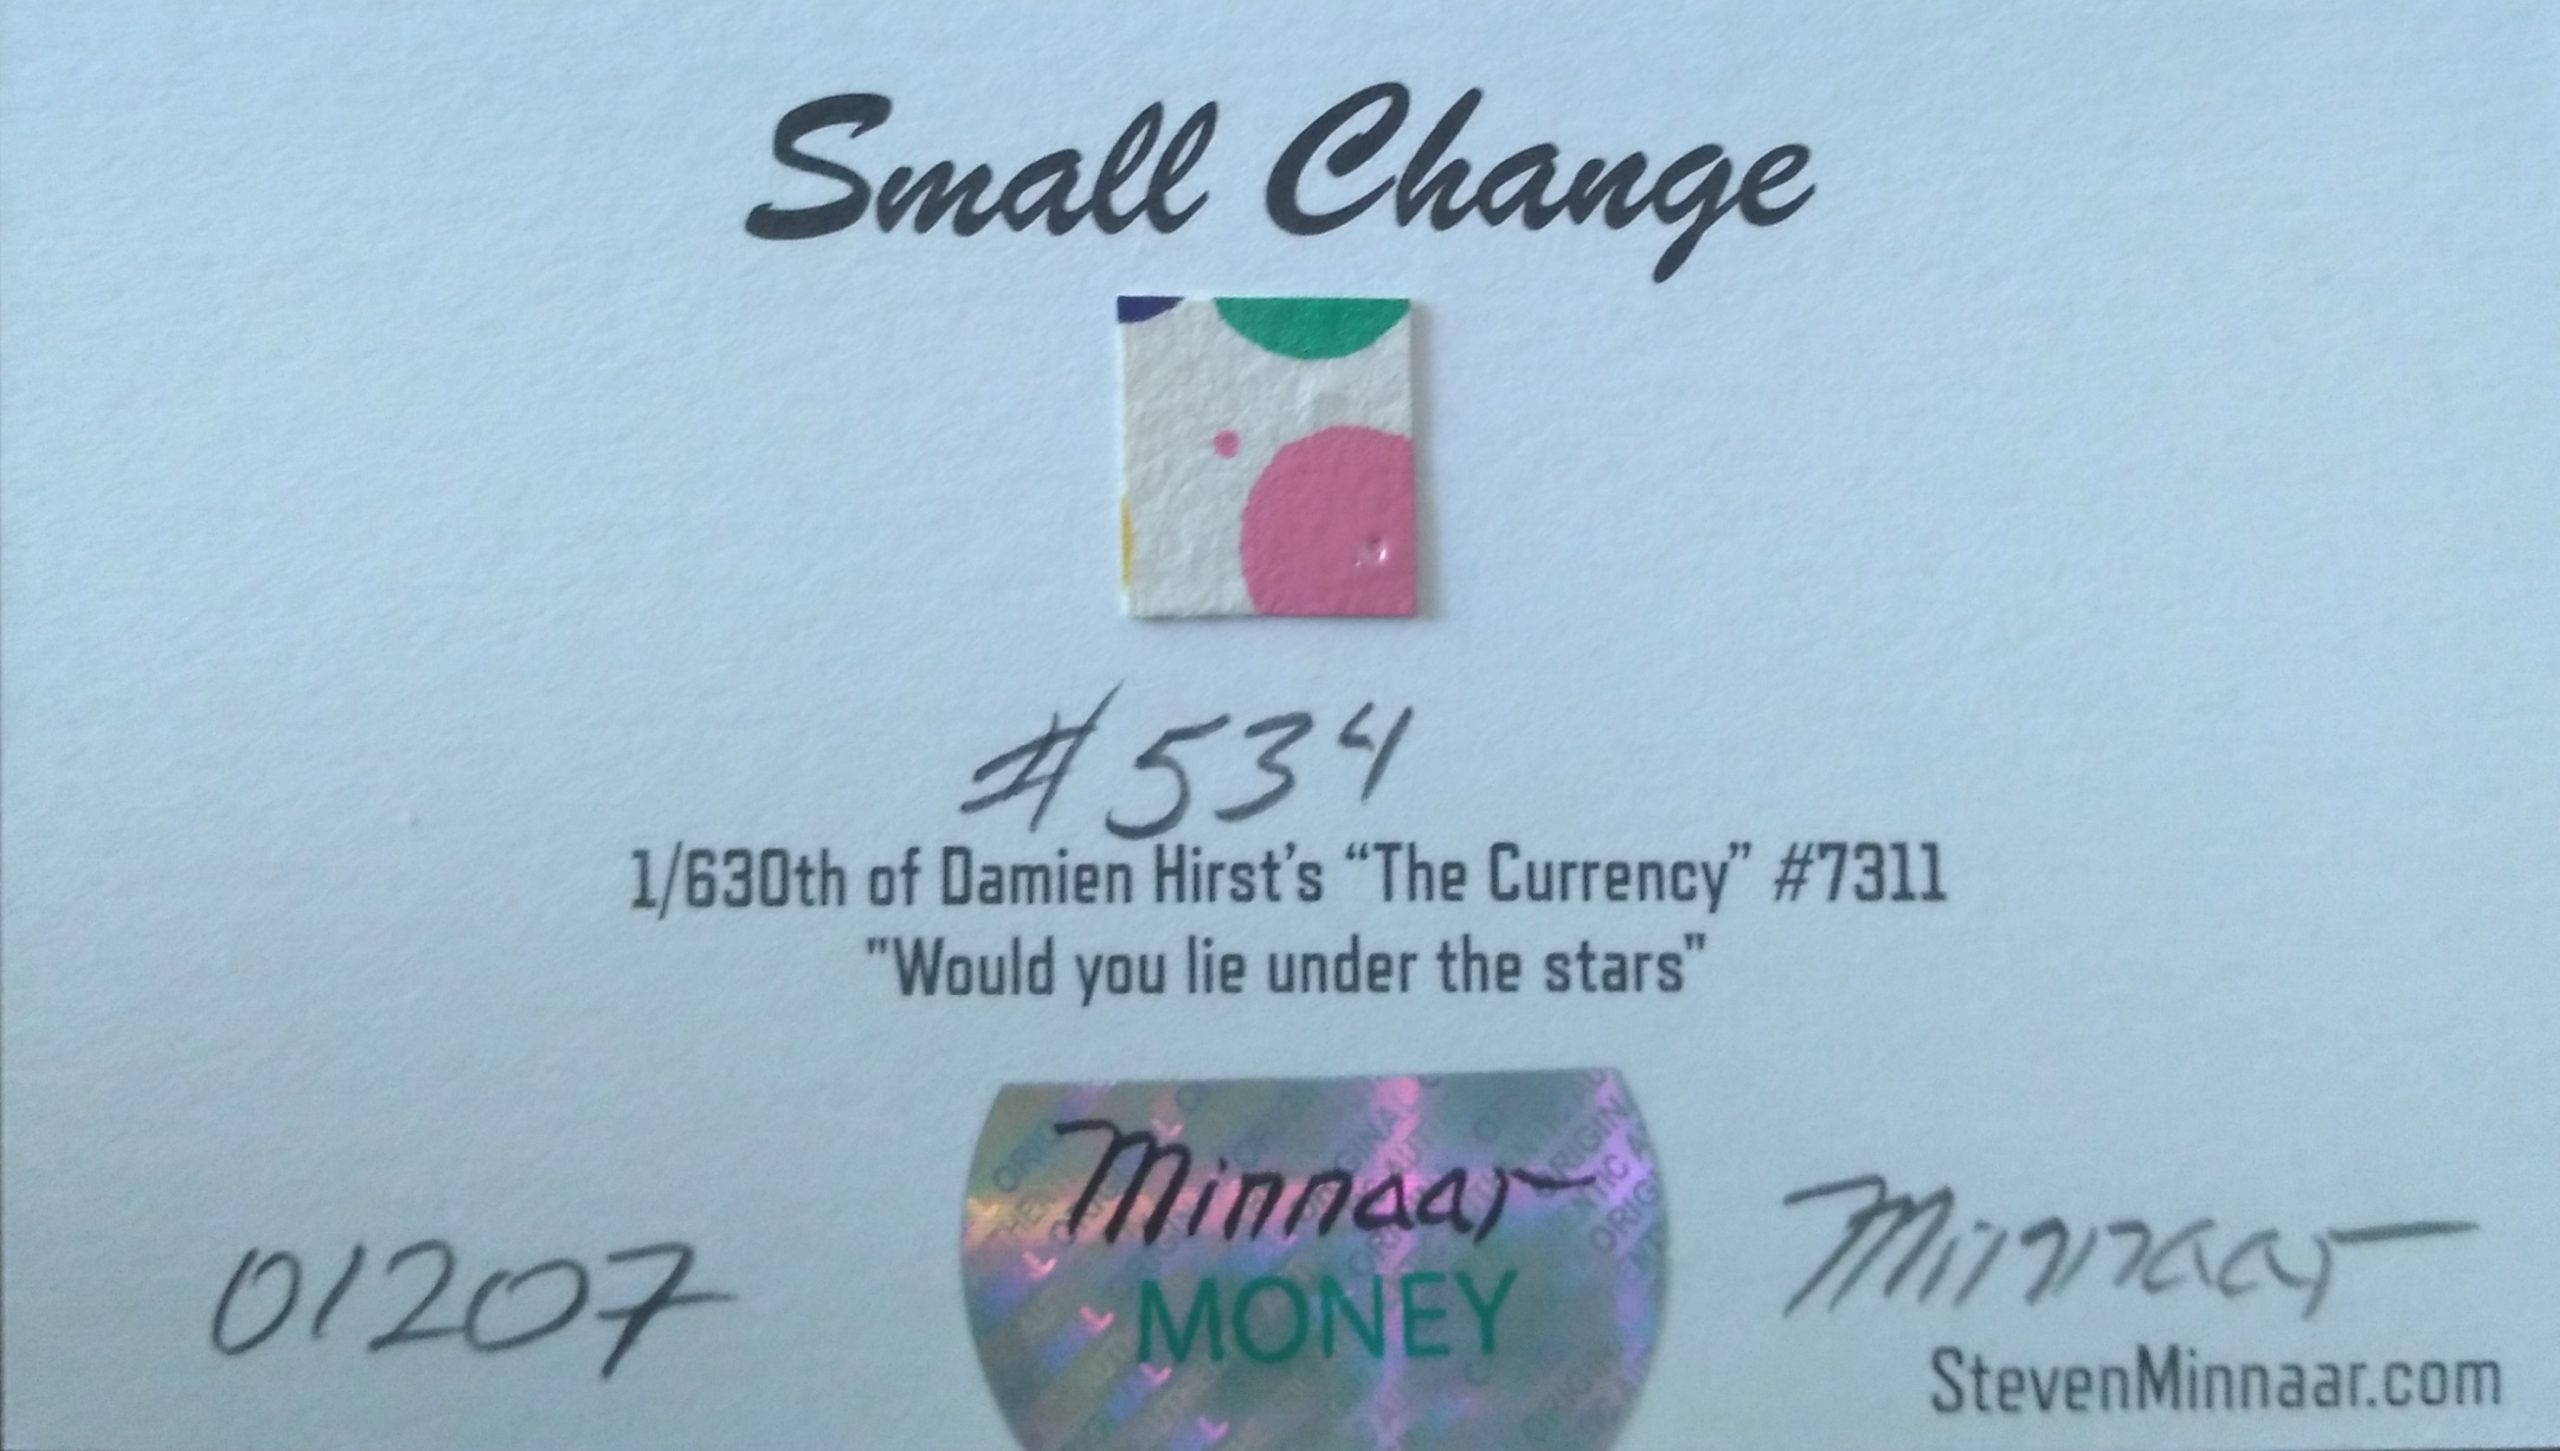 Small Change
#534
1/630th of Damien Hirst's “The Currency” #7311
"Would you lie under the stars"
Minnaar
MONEY
01207
Minnaar
StevenMinnaar.com